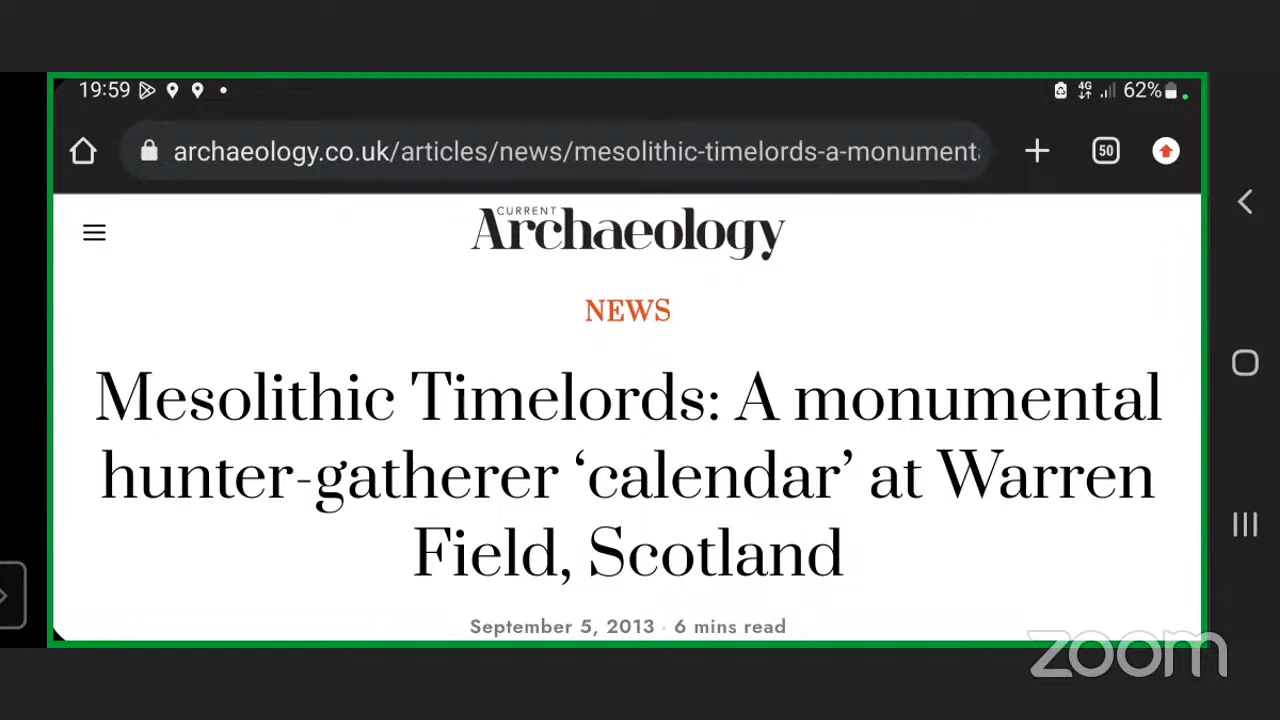 19:59
4G
62%
archaeology.co.uk/articles/news/mesolithic-timelords-a-monument
50
CURRENT
Archaeology
NEWS
Mesolithic Timelords: A monumental
hunter-gatherer ‘calendar’ at Warren
Field, Scotland
September 5, 2013 · 6 mins read
zoom